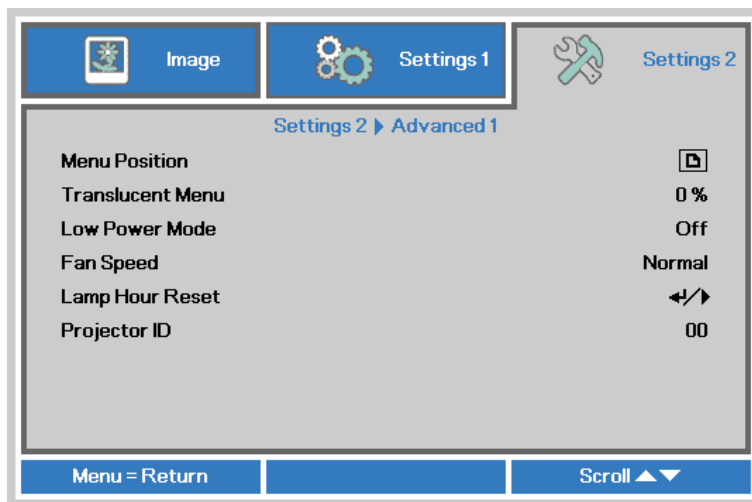 Image
Settings 1
Settings 2
Settings 2 ▶ Advanced 1
Menu Position
Translucent Menu 0 %
Low Power Mode Off
Fan Speed Normal
Lamp Hour Reset ↵/▶
Projector ID 00
Menu = Return
Scroll ▲▼